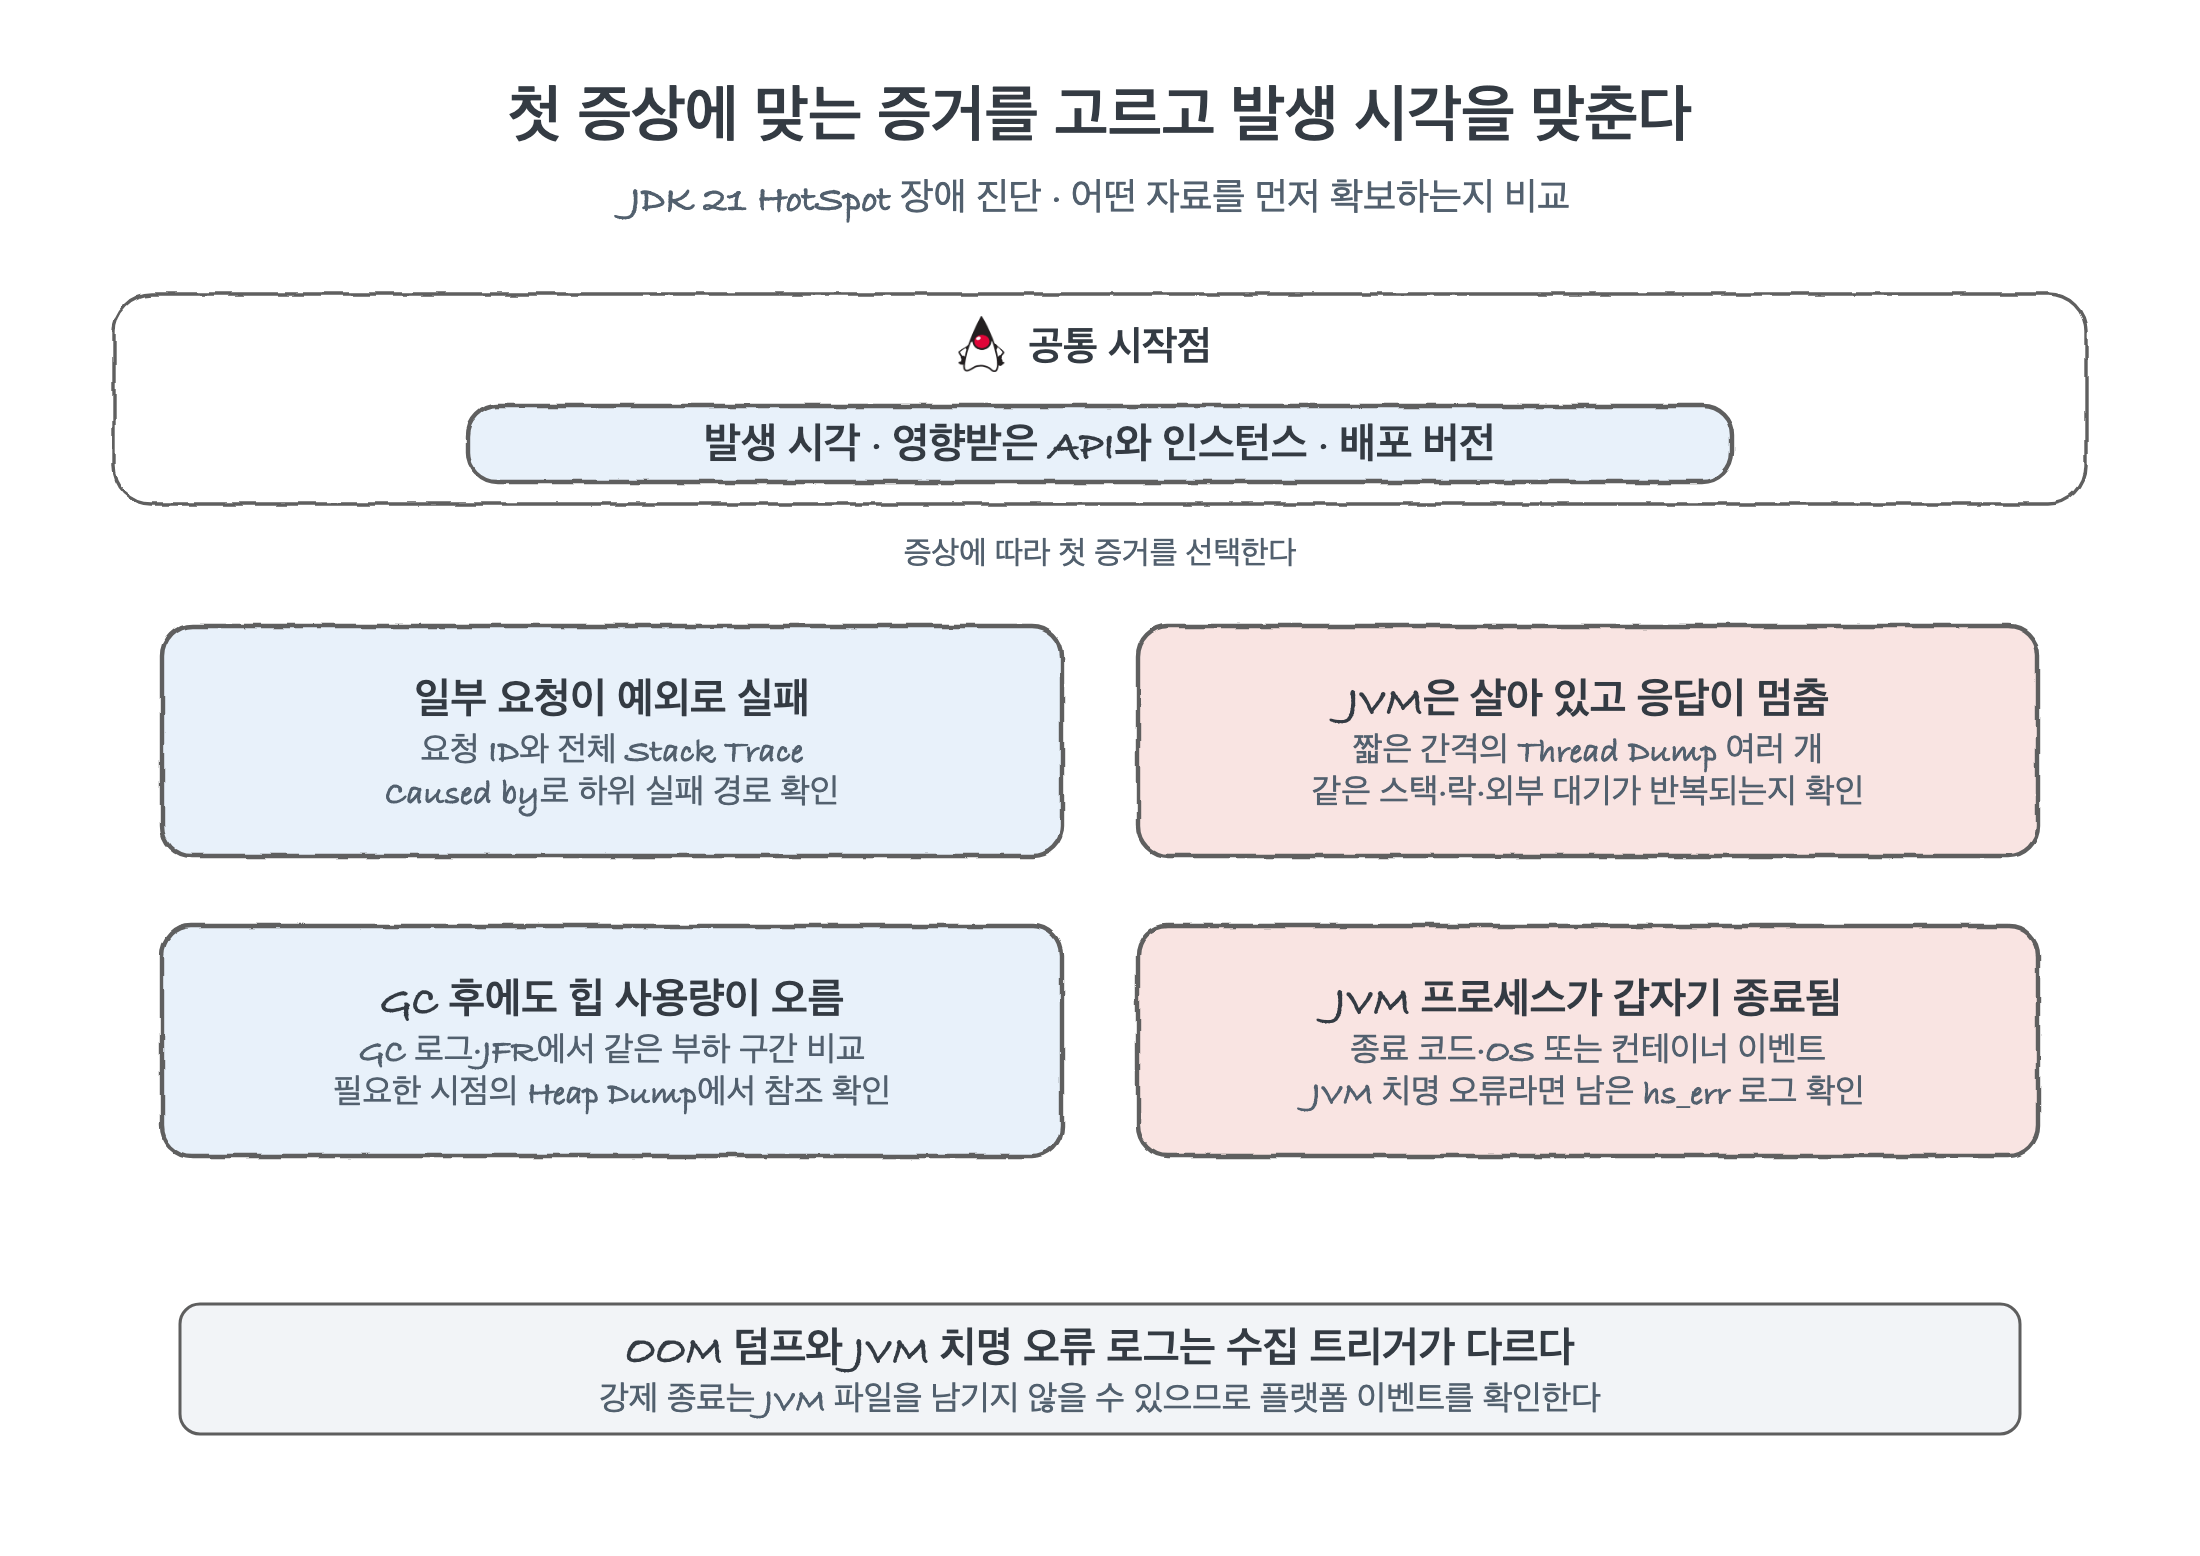 첫 증상에 맞는 증거를 고르고 발생 시각을 맞춘다
JDK 21 HotSpot 장애 진단 · 어떤 자료를 먼저 확보하는지 비교
공통 시작점
발생 시각 · 영향받은 API와 인스턴스 · 배포 버전
증상에 따라 첫 증거를 선택한다
일부 요청이 예외로 실패
요청 ID와 전체 Stack Trace
Caused by로 하위 실패 경로 확인
JVM은 살아 있고 응답이 멈춤
짧은 간격의 Thread Dump 여러 개
같은 스택·락·외부 대기가 반복되는지 확인
GC 후에도 힙 사용량이 오름
GC 로그·JFR에서 같은 부하 구간 비교
필요한 시점의 Heap Dump에서 참조 확인
JVM 프로세스가 갑자기 종료됨
종료 코드·OS 또는 컨테이너 이벤트
JVM 치명 오류라면 남은 hs_err 로그 확인
OOM 덤프와 JVM 치명 오류 로그는 수집 트리거가 다르다
강제 종료는 JVM 파일을 남기지 않을 수 있으므로 플랫폼 이벤트를 확인한다